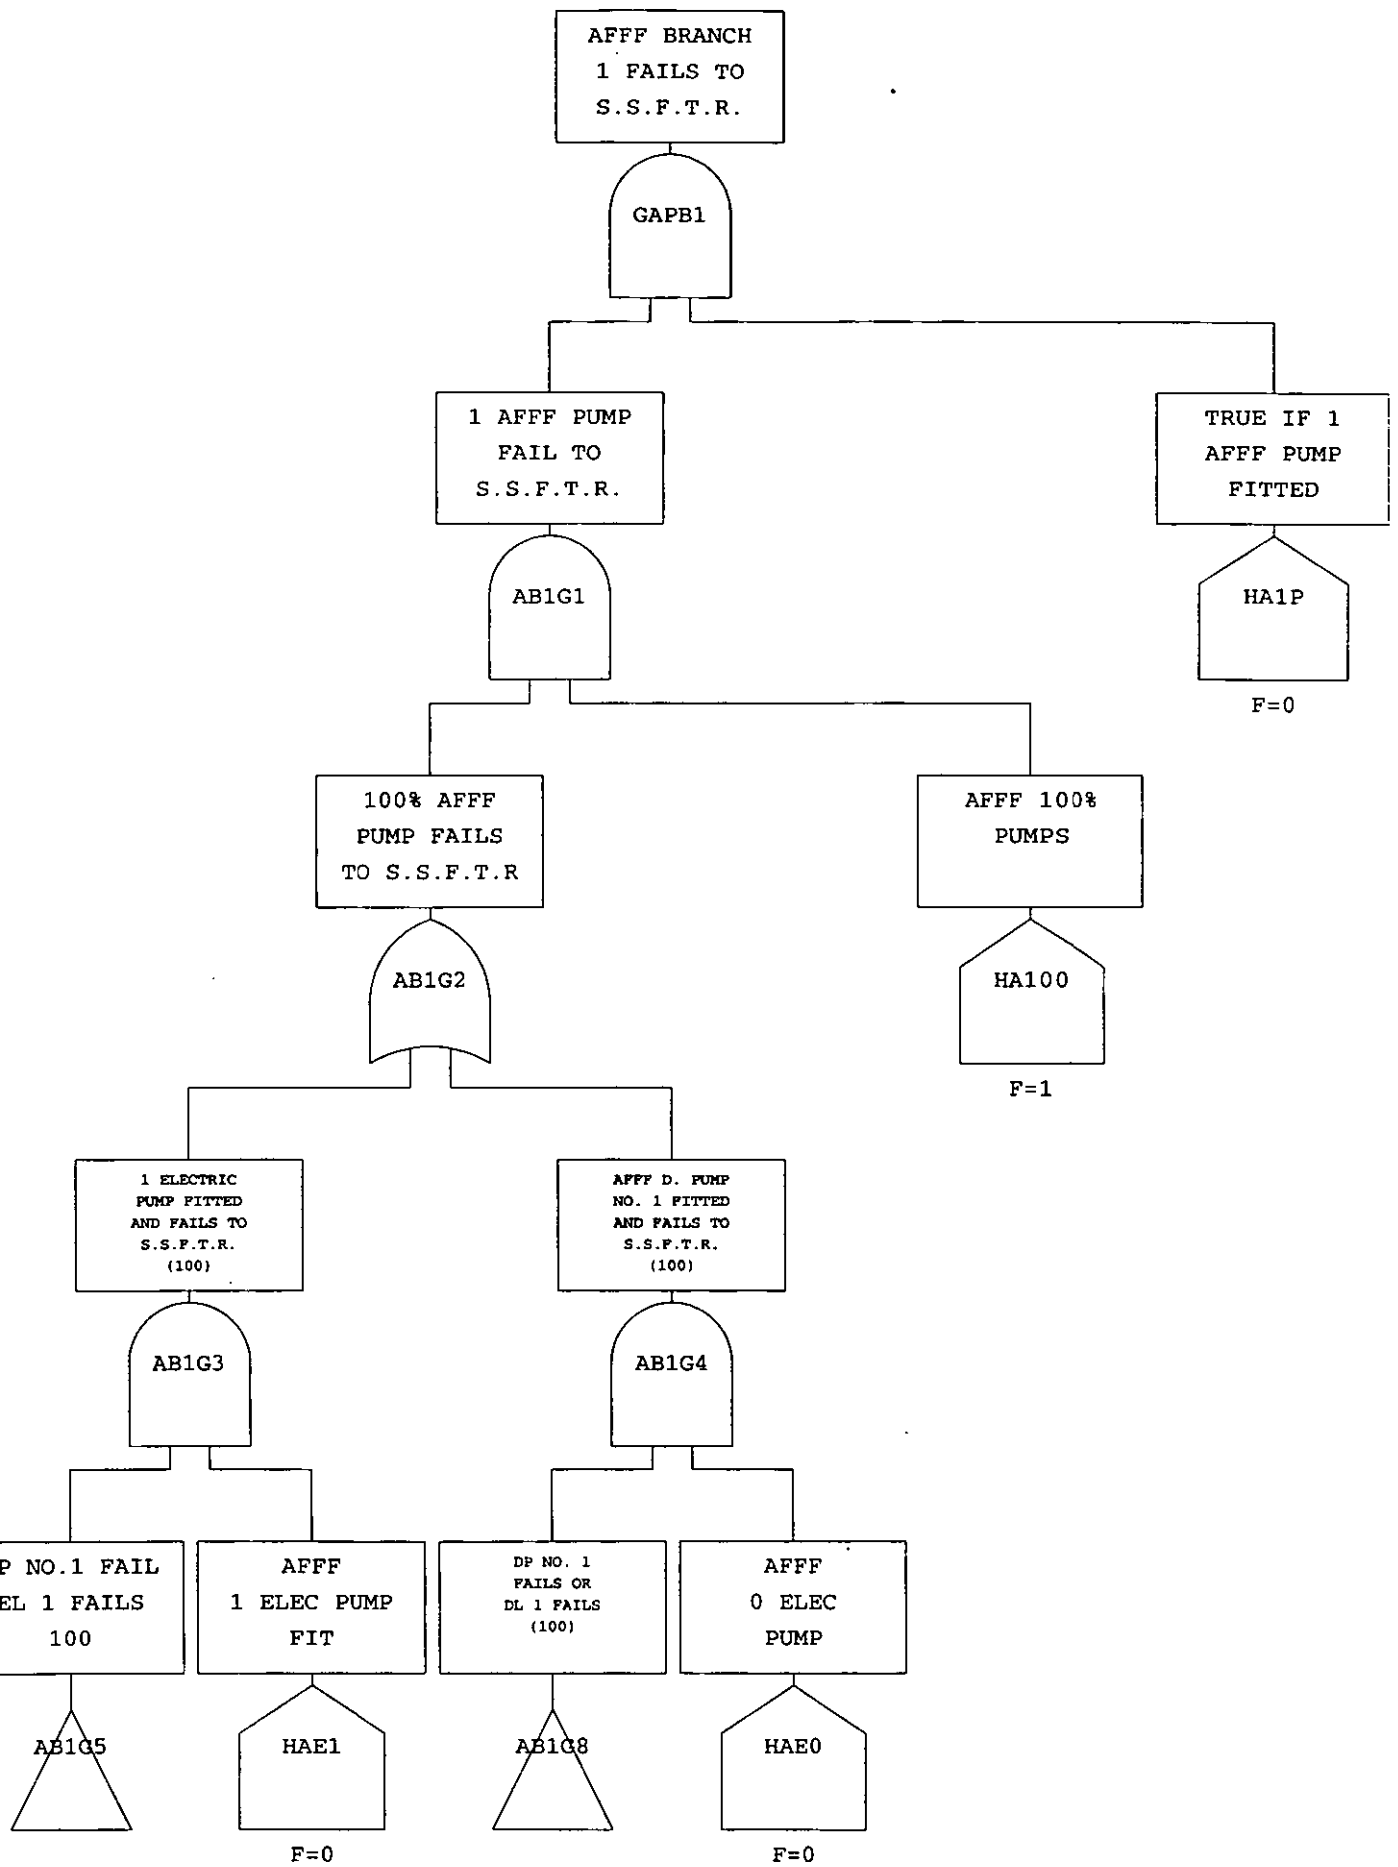 AFFF BRANCH
1 FAILS TO
S.S.F.T.R.
GAPB1
1 AFFF PUMP
FAIL TO
S.S.F.T.R.
TRUE IF 1
AFFF PUMP
FITTED
AB1G1
HA1P
F=0
100% AFFF
PUMP FAILS
TO S.S.F.T.R
AFFF 100%
PUMPS
AB1G2
HA100
F=1
1 ELECTRIC
PUMP FITTED
AND FAILS TO
S.S.F.T.R.
(100)
AFFF D. PUMP
NO. 1 FITTED
AND FAILS TO
S.S.F.T.R.
(100)
AB1G3
AB1G4
P NO.1 FAIL
EL 1 FAILS
100
AFFF
1 ELEC PUMP
FIT
DP NO. 1
FAILS OR
DL 1 FAILS
(100)
AFFF
0 ELEC
PUMP
AB1G5
HAE1
AB1G8
HAE0
F=0
F=0